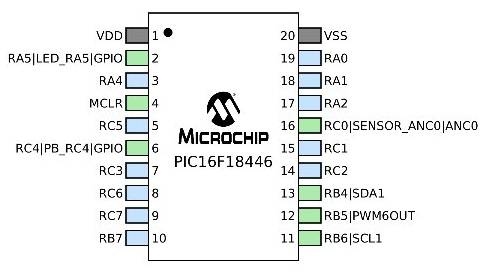 VDD 1 20 VSS
RA5|LED_RA5|GPIO 2 19 RA0
RA4 3 18 RA1
MCLR 4 17 RA2
RC5 5 16 RC0|SENSOR_ANC0|ANC0
RC4|PB_RC4|GPIO 6 15 RC1
RC3 7 14 RC2
RC6 8 13 RB4|SDA1
RC7 9 12 RB5|PWM6OUT
RB7 10 11 RB6|SCL1
MICROCHIP
PIC16F18446